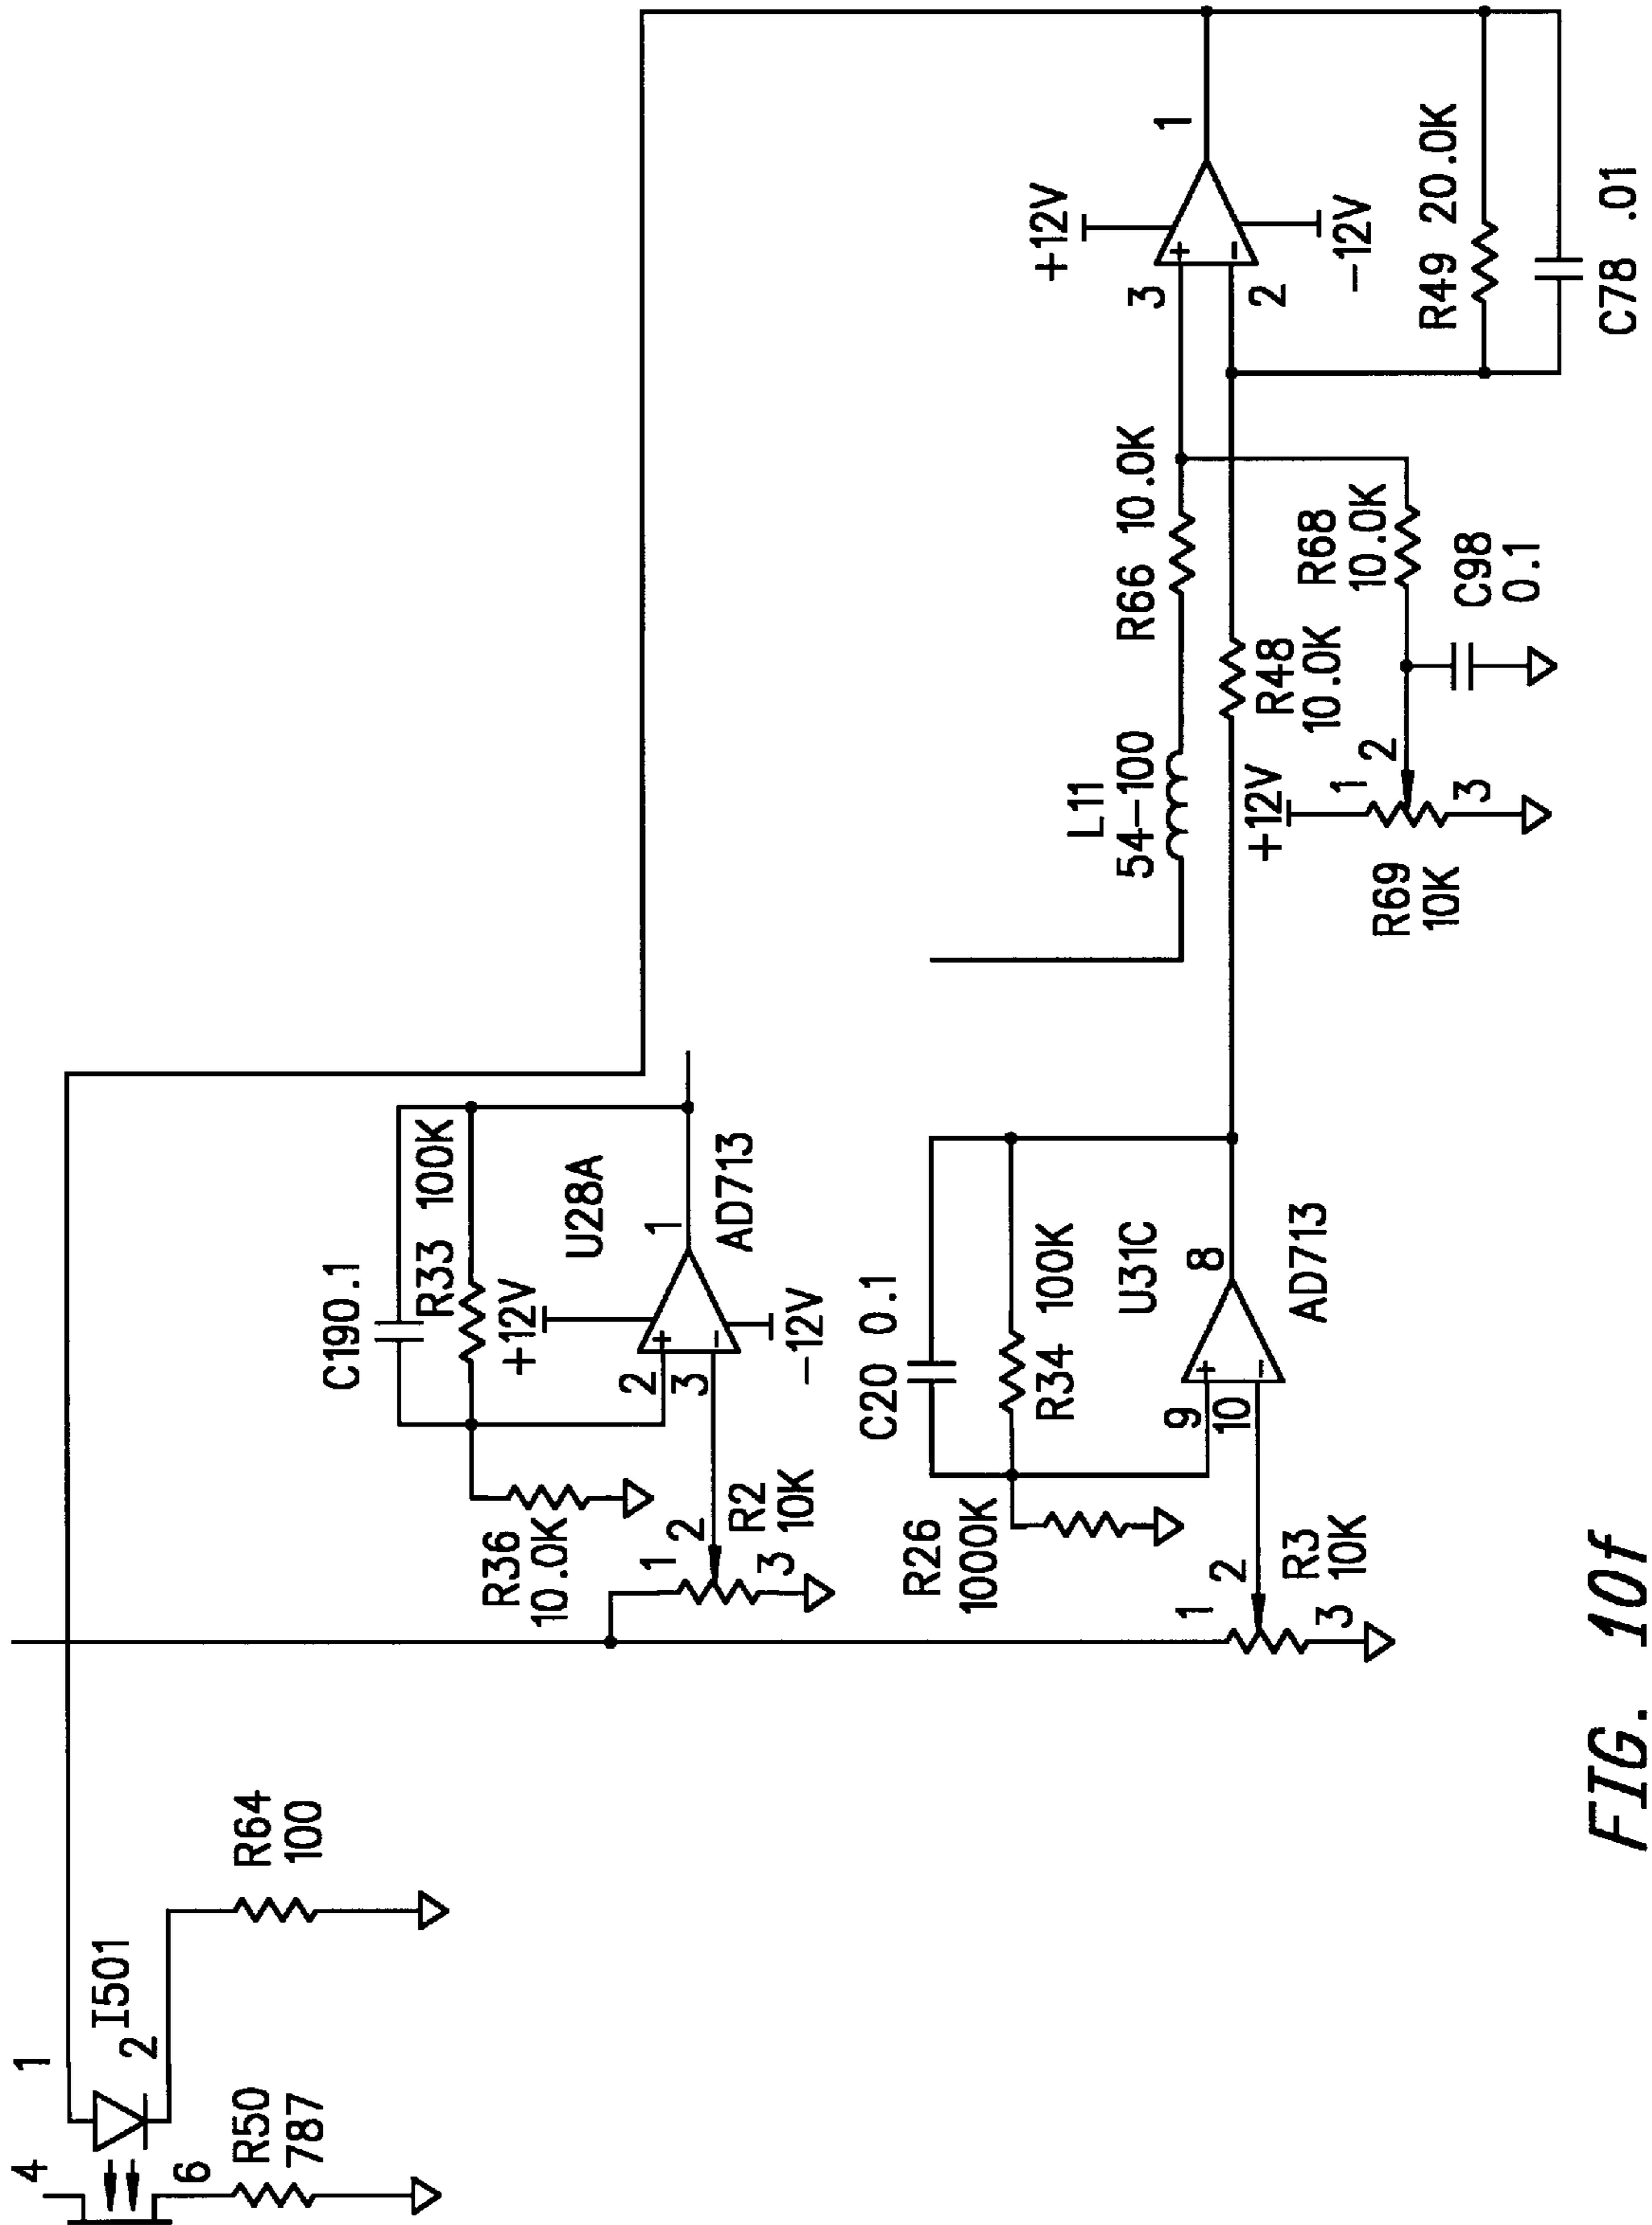 4
1
I501
2
6
R50
787
R64
100
C190.1
R33 100K
+12V
U28A
2
3
1
AD713
-12V
R36
10.0K
1
2
3
R2
10K
C20 0.1
R34 100K
U31C
9
10
8
AD713
R26
1000K
1
2
3
R3
10K
L11
54-100
R66 10.0K
R48
10.0K
R68
10.0K
C98
0.1
+12V
1
2
3
R69
10K
+12V
3
2
1
-12V
R49 20.0K
C78 .01
FIG. 10f